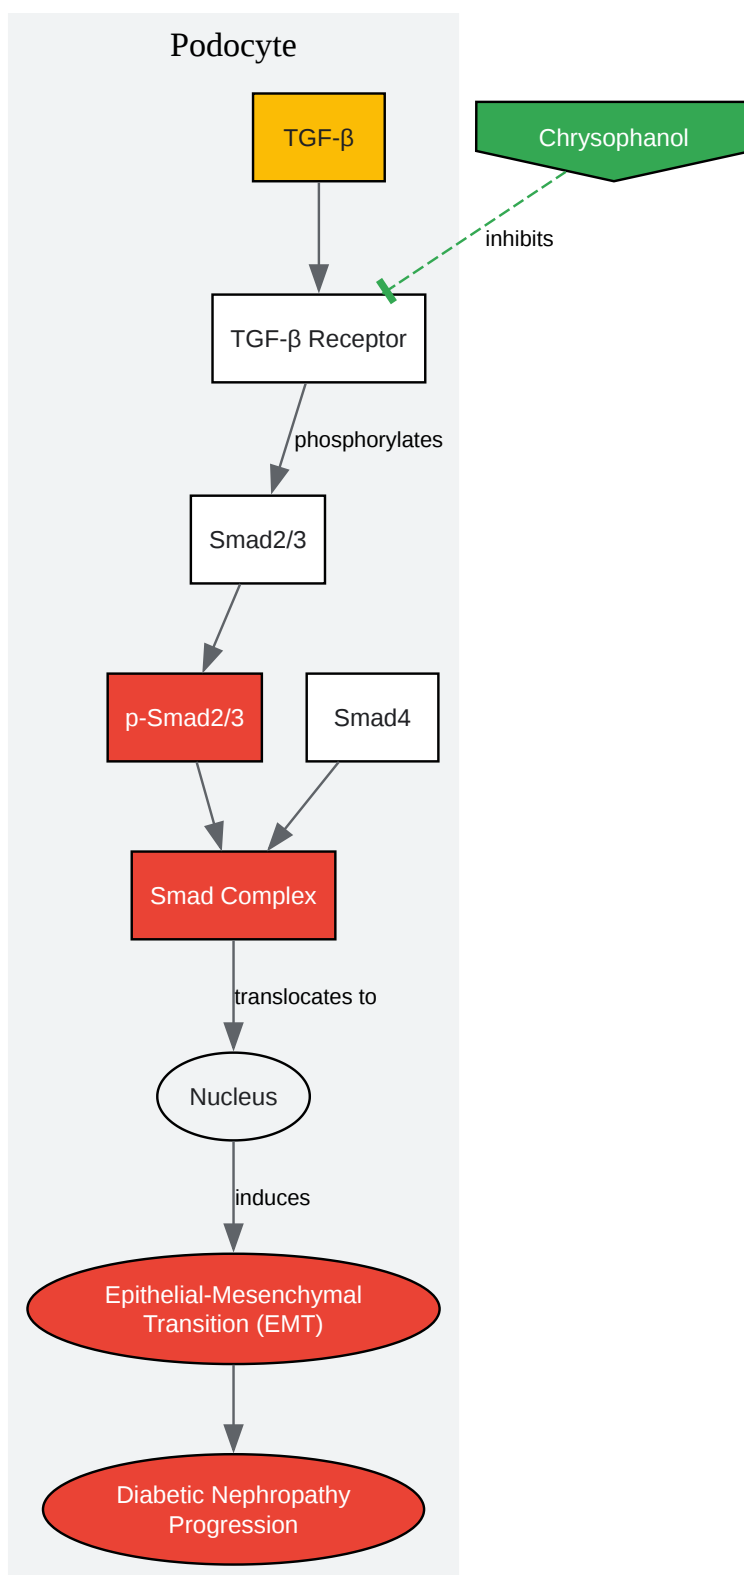 Podocyte
TGF-β
Chrysophanol
inhibits
TGF-β Receptor
phosphorylates
Smad2/3
p-Smad2/3
Smad4
Smad Complex
translocates to
Nucleus
induces
Epithelial-Mesenchymal
Transition (EMT)
Diabetic Nephropathy
Progression